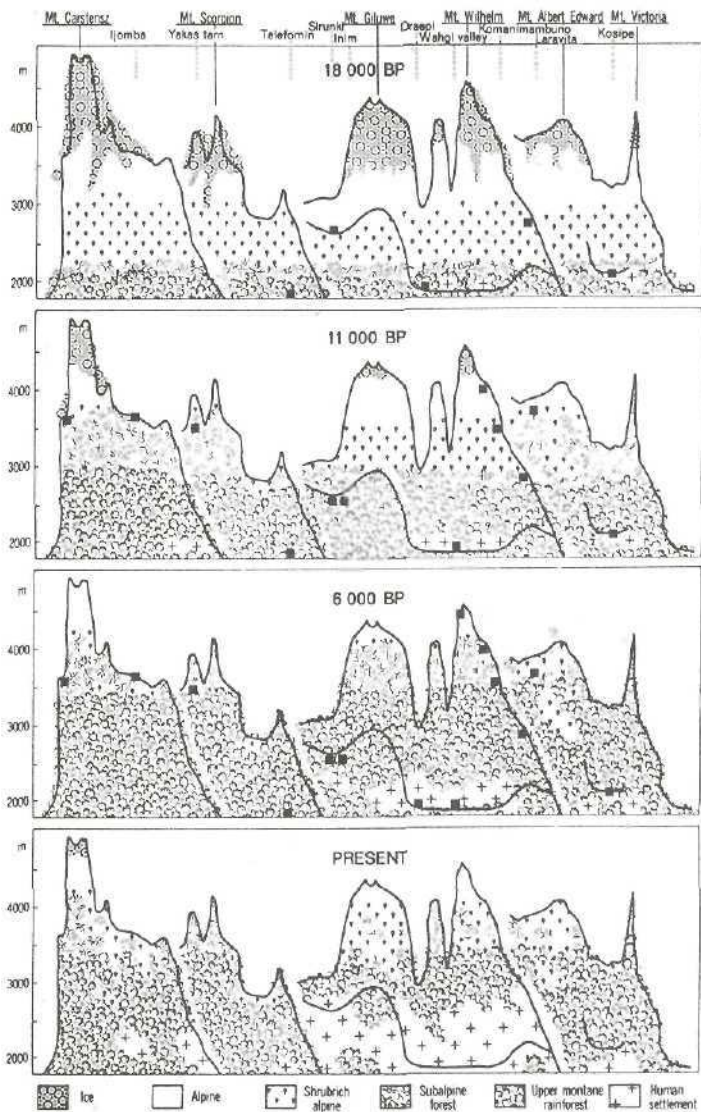 Mt. Carstensz Mt. Scorpion Sirunki Mt. Giluwe Draepi Mt. Wilhelm Mt. Albert Edward Mt. Victoria
Ijomba Yakas tarn Telefomin Inim Wahgi valley Komanimambuno Laravita Kosipe
m
18 000 BP
4000
3000
2000
m
11 000 BP
4000
3000
2000
m
6 000 BP
4000
3000
2000
m
PRESENT
4000
3000
2000
Ice Alpine Shrubrich alpine Subalpine forest Upper montane rainforest Human settlement